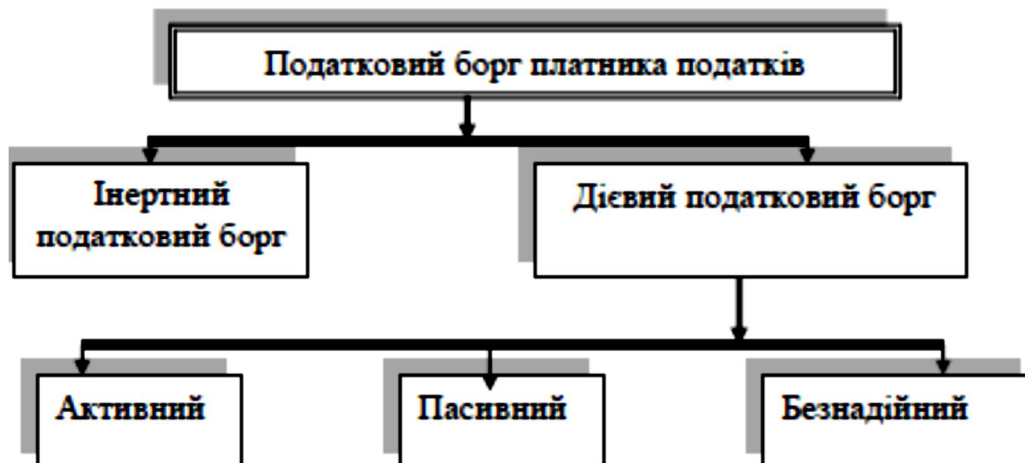 Податковий борг платника податків
Інертний
податковий борг
Дієвий податковий борг
Активний
Пасивний
Безнадійний